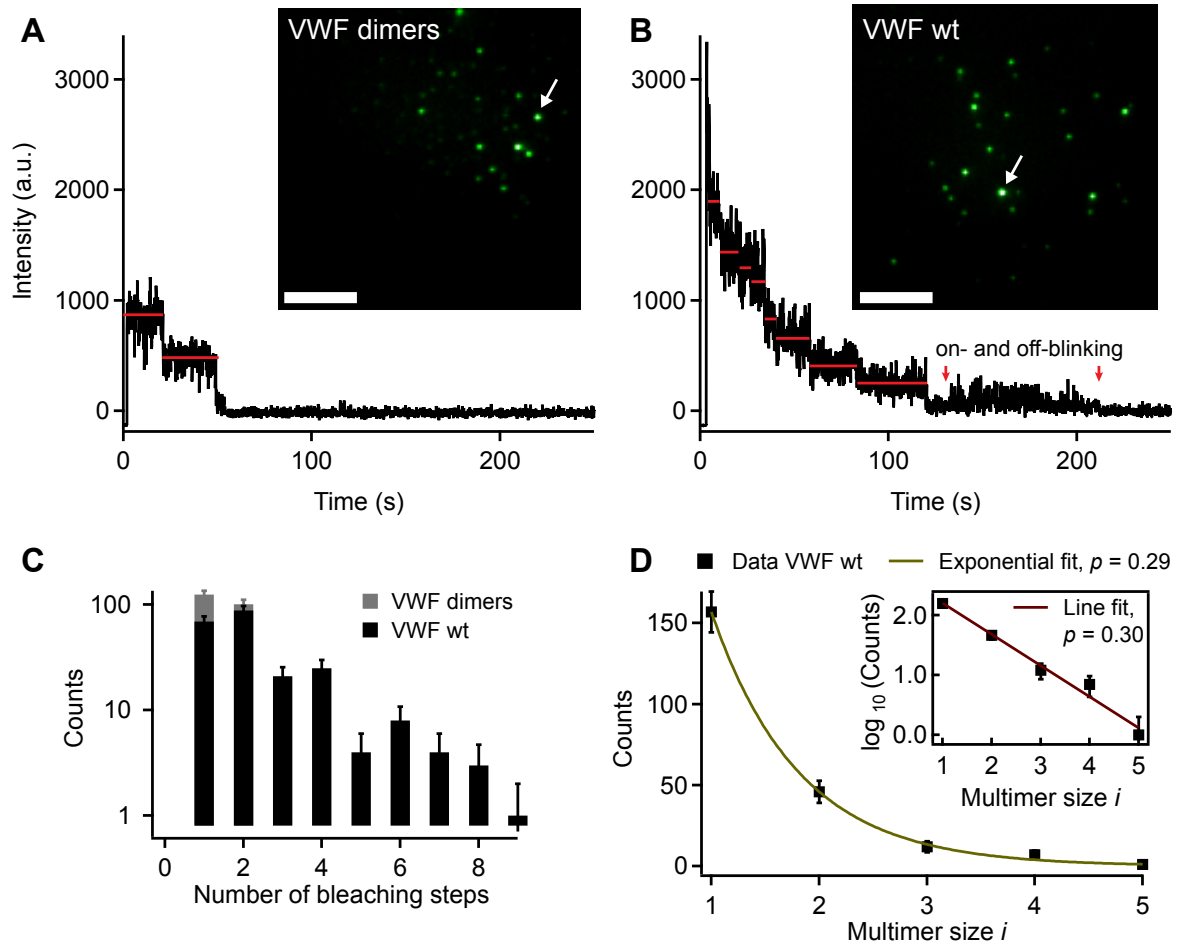 A
VWF dimers
Intensity (a.u.)
3000
2000
1000
0
0
100
200
Time (s)
B
VWF wt
on- and off-blinking
3000
2000
1000
0
0
100
200
Time (s)
C
VWF dimers
VWF wt
Counts
100
10
1
0
2
4
6
8
Number of bleaching steps
D
Data VWF wt
Exponential fit, p = 0.29
Counts
150
100
50
0
1
2
3
4
5
Multimer size i
Line fit,
p = 0.30
log 10 (Counts)
2.0
1.0
0.0
1
2
3
4
5
Multimer size i